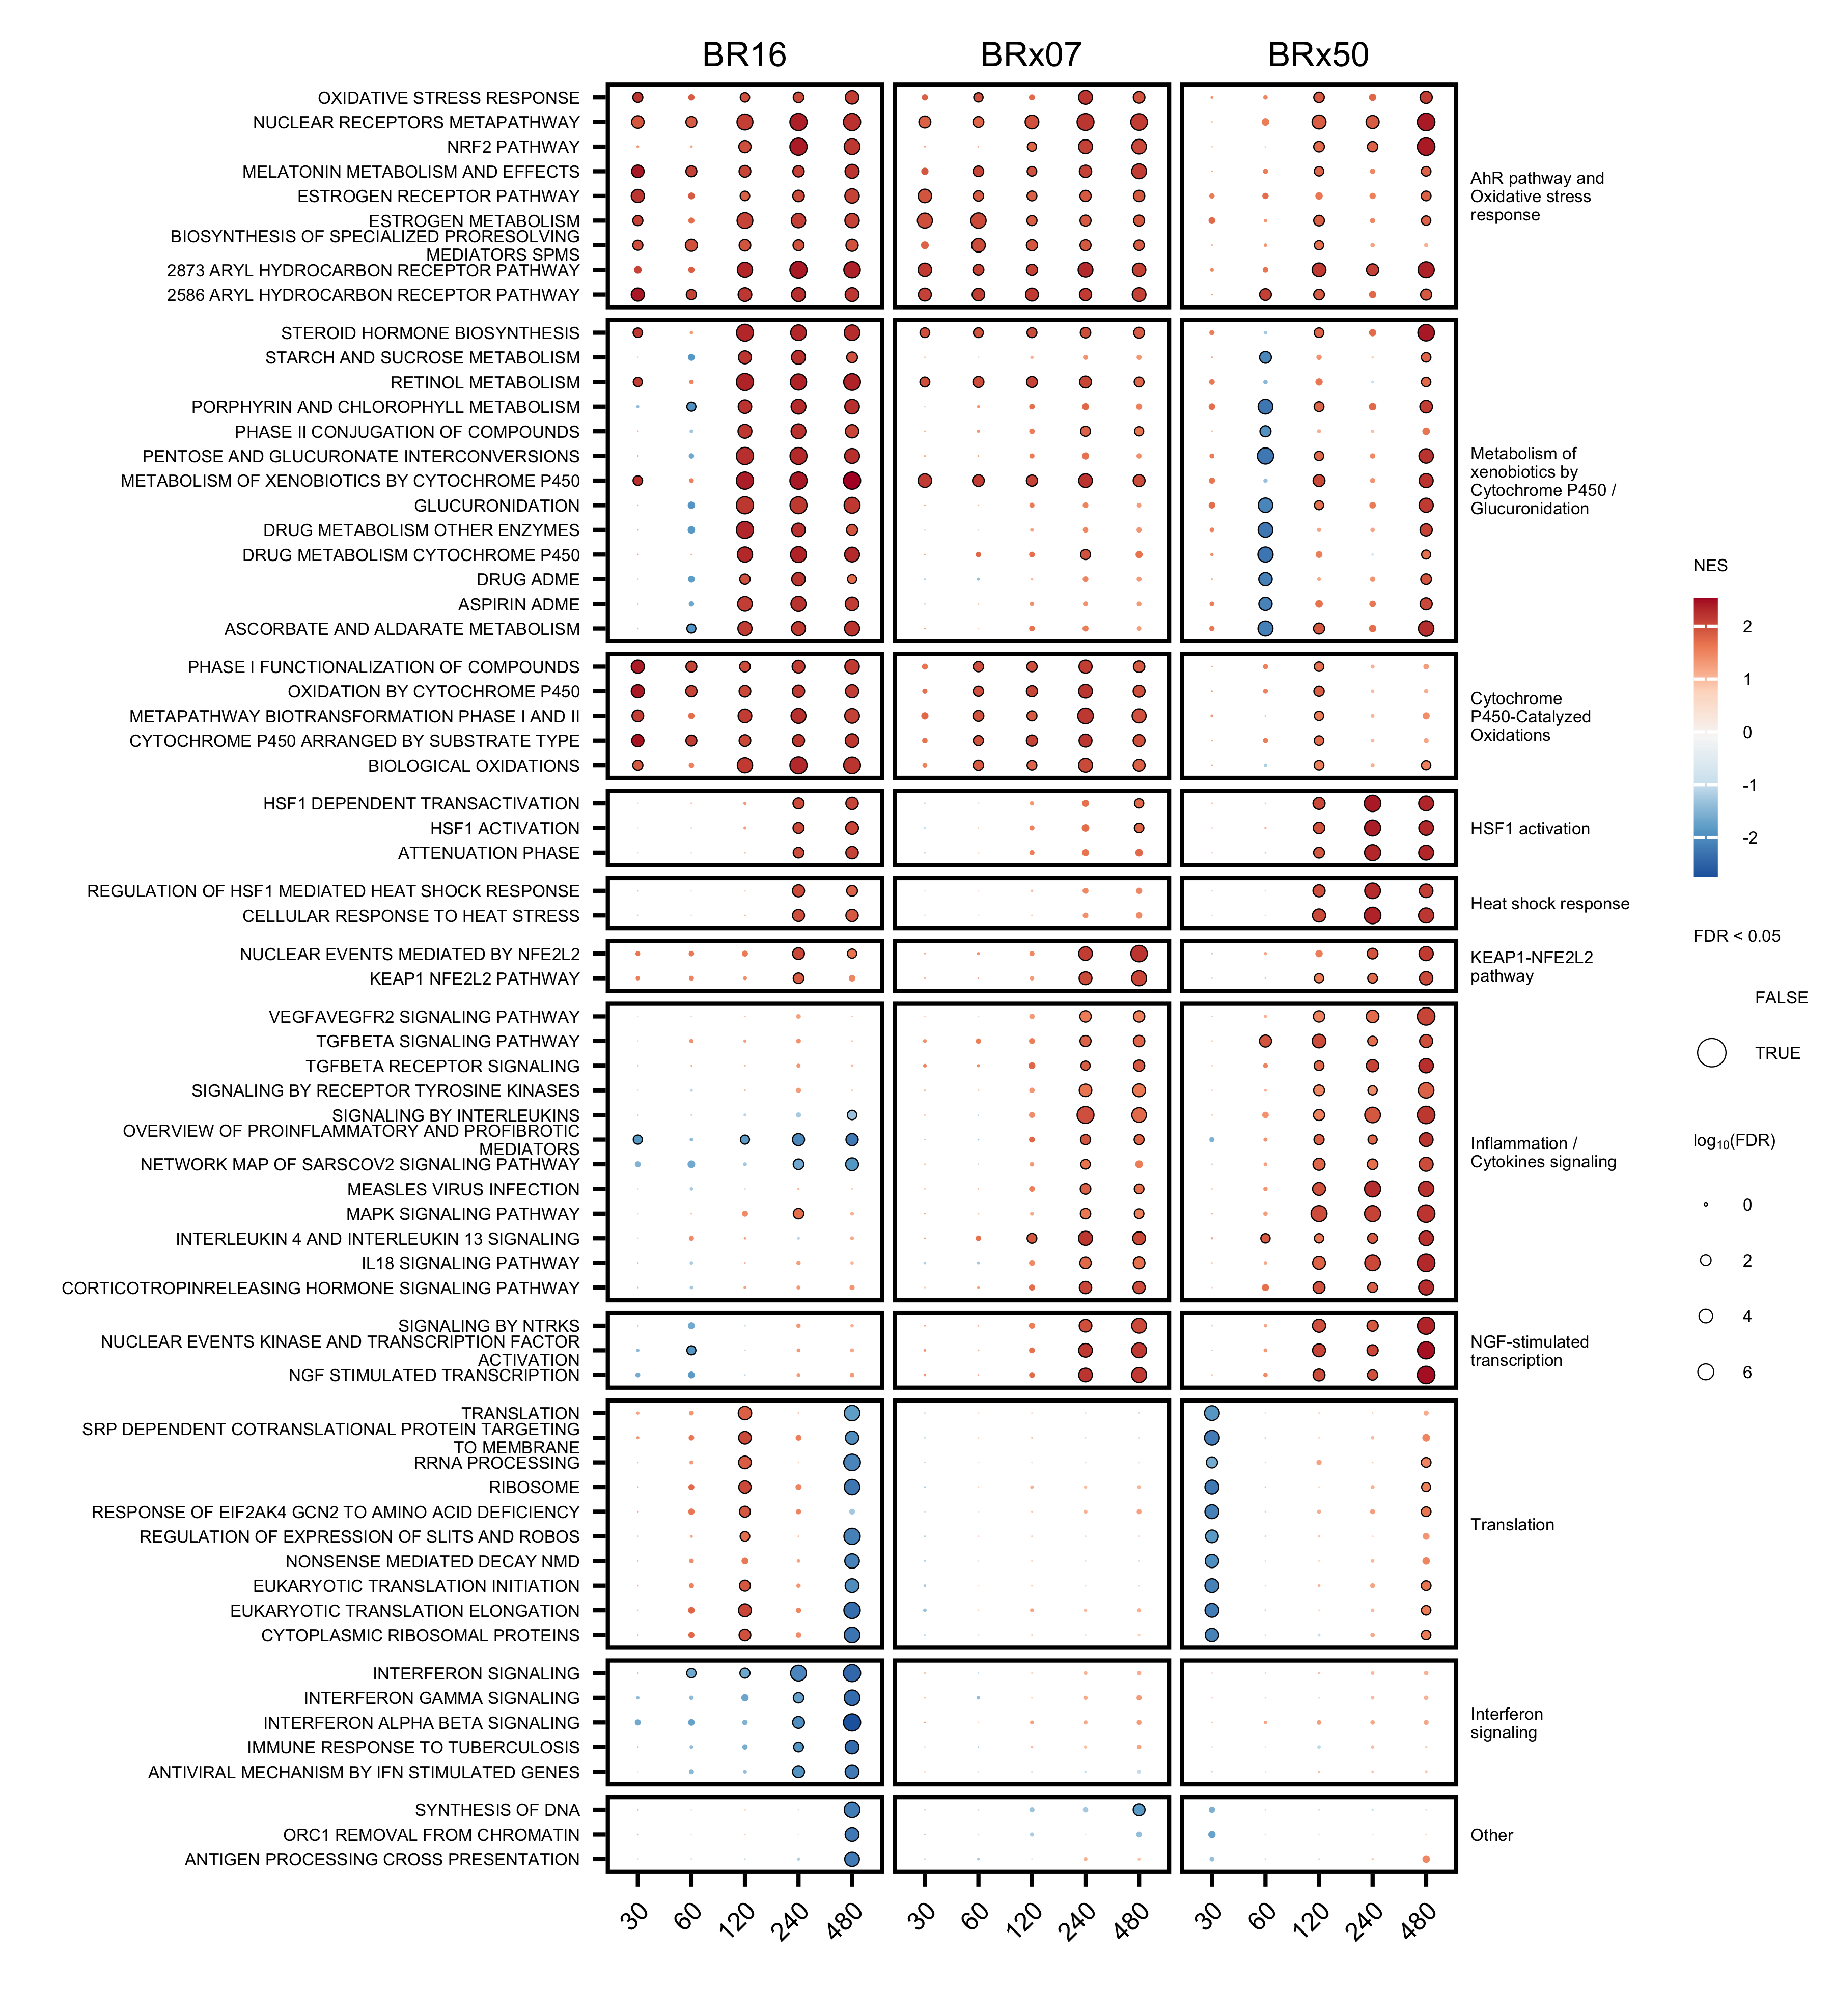 BR16 BRx07 BRx50
OXIDATIVE STRESS RESPONSE
NUCLEAR RECEPTORS METAPATHWAY
NRF2 PATHWAY
MELATONIN METABOLISM AND EFFECTS
ESTROGEN RECEPTOR PATHWAY
ESTROGEN METABOLISM
BIOSYNTHESIS OF SPECIALIZED PRORESOLVING
MEDIATORS SPMS
2873 ARYL HYDROCARBON RECEPTOR PATHWAY
2586 ARYL HYDROCARBON RECEPTOR PATHWAY
AhR pathway and
Oxidative stress
response
STEROID HORMONE BIOSYNTHESIS
STARCH AND SUCROSE METABOLISM
RETINOL METABOLISM
PORPHYRIN AND CHLOROPHYLL METABOLISM
PHASE II CONJUGATION OF COMPOUNDS
PENTOSE AND GLUCURONATE INTERCONVERSIONS
METABOLISM OF XENOBIOTICS BY CYTOCHROME P450
GLUCURONIDATION
DRUG METABOLISM OTHER ENZYMES
DRUG METABOLISM CYTOCHROME P450
DRUG ADME
ASPIRIN ADME
ASCORBATE AND ALDARATE METABOLISM
Metabolism of
xenobiotics by
Cytochrome P450 /
Glucuronidation
PHASE I FUNCTIONALIZATION OF COMPOUNDS
OXIDATION BY CYTOCHROME P450
METAPATHWAY BIOTRANSFORMATION PHASE I AND II
CYTOCHROME P450 ARRANGED BY SUBSTRATE TYPE
BIOLOGICAL OXIDATIONS
Cytochrome
P450-Catalyzed
Oxidations
HSF1 DEPENDENT TRANSACTIVATION
HSF1 ACTIVATION
ATTENUATION PHASE
HSF1 activation
REGULATION OF HSF1 MEDIATED HEAT SHOCK RESPONSE
CELLULAR RESPONSE TO HEAT STRESS
Heat shock response
NUCLEAR EVENTS MEDIATED BY NFE2L2
KEAP1 NFE2L2 PATHWAY
KEAP1-NFE2L2
pathway
VEGFAVEGFR2 SIGNALING PATHWAY
TGFBETA SIGNALING PATHWAY
TGFBETA RECEPTOR SIGNALING
SIGNALING BY RECEPTOR TYROSINE KINASES
SIGNALING BY INTERLEUKINS
OVERVIEW OF PROINFLAMMATORY AND PROFIBROTIC
MEDIATORS
NETWORK MAP OF SARSCOV2 SIGNALING PATHWAY
MEASLES VIRUS INFECTION
MAPK SIGNALING PATHWAY
INTERLEUKIN 4 AND INTERLEUKIN 13 SIGNALING
IL18 SIGNALING PATHWAY
CORTICOTROPINRELEASING HORMONE SIGNALING PATHWAY
Inflammation /
Cytokines signaling
SIGNALING BY NTRKS
NUCLEAR EVENTS KINASE AND TRANSCRIPTION FACTOR
ACTIVATION
NGF STIMULATED TRANSCRIPTION
NGF-stimulated
transcription
TRANSLATION
SRP DEPENDENT COTRANSLATIONAL PROTEIN TARGETING
TO MEMBRANE
RRNA PROCESSING
RIBOSOME
RESPONSE OF EIF2AK4 GCN2 TO AMINO ACID DEFICIENCY
REGULATION OF EXPRESSION OF SLITS AND ROBOS
NONSENSE MEDIATED DECAY NMD
EUKARYOTIC TRANSLATION INITIATION
EUKARYOTIC TRANSLATION ELONGATION
CYTOPLASMIC RIBOSOMAL PROTEINS
Translation
INTERFERON SIGNALING
INTERFERON GAMMA SIGNALING
INTERFERON ALPHA BETA SIGNALING
IMMUNE RESPONSE TO TUBERCULOSIS
ANTIVIRAL MECHANISM BY IFN STIMULATED GENES
Interferon
signaling
SYNTHESIS OF DNA
ORC1 REMOVAL FROM CHROMATIN
ANTIGEN PROCESSING CROSS PRESENTATION
Other
30 60 120 240 480 30 60 120 240 480 30 60 120 240 480
NES
2
1
0
-1
-2
FDR < 0.05
FALSE
TRUE
log₁₀(FDR)
0
2
4
6